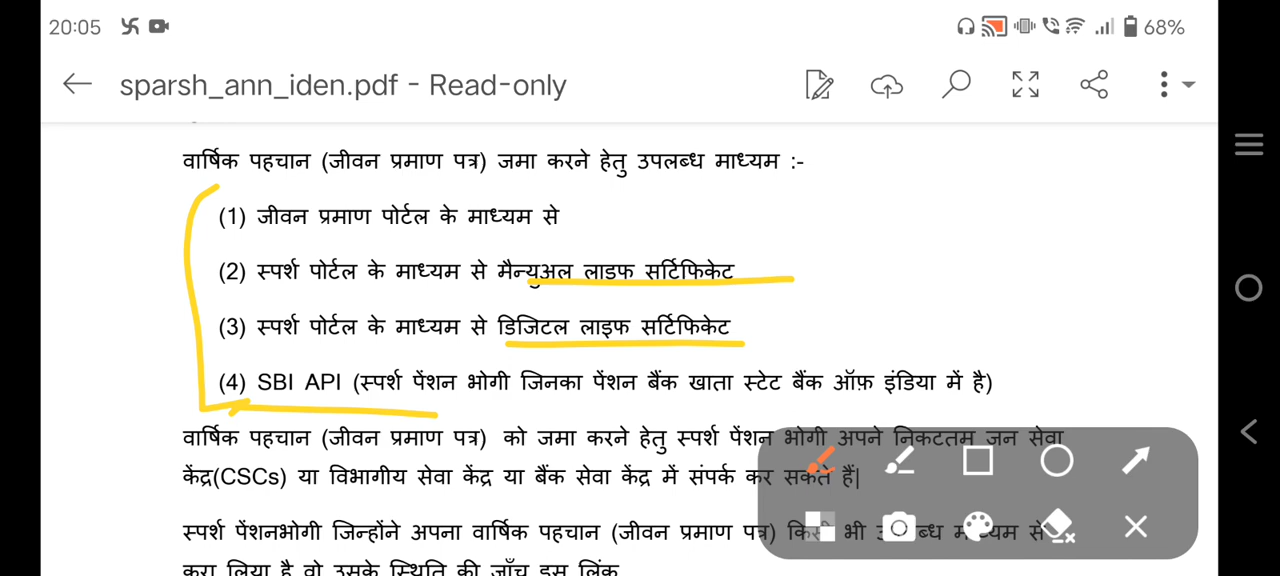 20:05
68%
sparsh_ann_iden.pdf - Read-only
वार्षिक पहचान (जीवन प्रमाण पत्र) जमा करने हेतु उपलब्ध माध्यम :-
(1) जीवन प्रमाण पोर्टल के माध्यम से
(2) स्पर्श पोर्टल के माध्यम से मैन्युअल लाइफ सर्टिफिकेट
(3) स्पर्श पोर्टल के माध्यम से डिजिटल लाइफ सर्टिफिकेट
(4) SBI API (स्पर्श पेंशन भोगी जिनका पेंशन बैंक खाता स्टेट बैंक ऑफ़ इंडिया में है)
वार्षिक पहचान (जीवन प्रमाण पत्र) को जमा करने हेतु स्पर्श पेंशन भोगी अपने निकटतम जन सेवा
केंद्र(CSCs) या विभागीय सेवा केंद्र या बैंक सेवा केंद्र में संपर्क कर सकते हैं|
स्पर्श पेंशनभोगी जिन्होंने अपना वार्षिक पहचान (जीवन प्रमाण पत्र) भी से
करा लिया है वो उसके स्थिति की जाँच इस लिंक